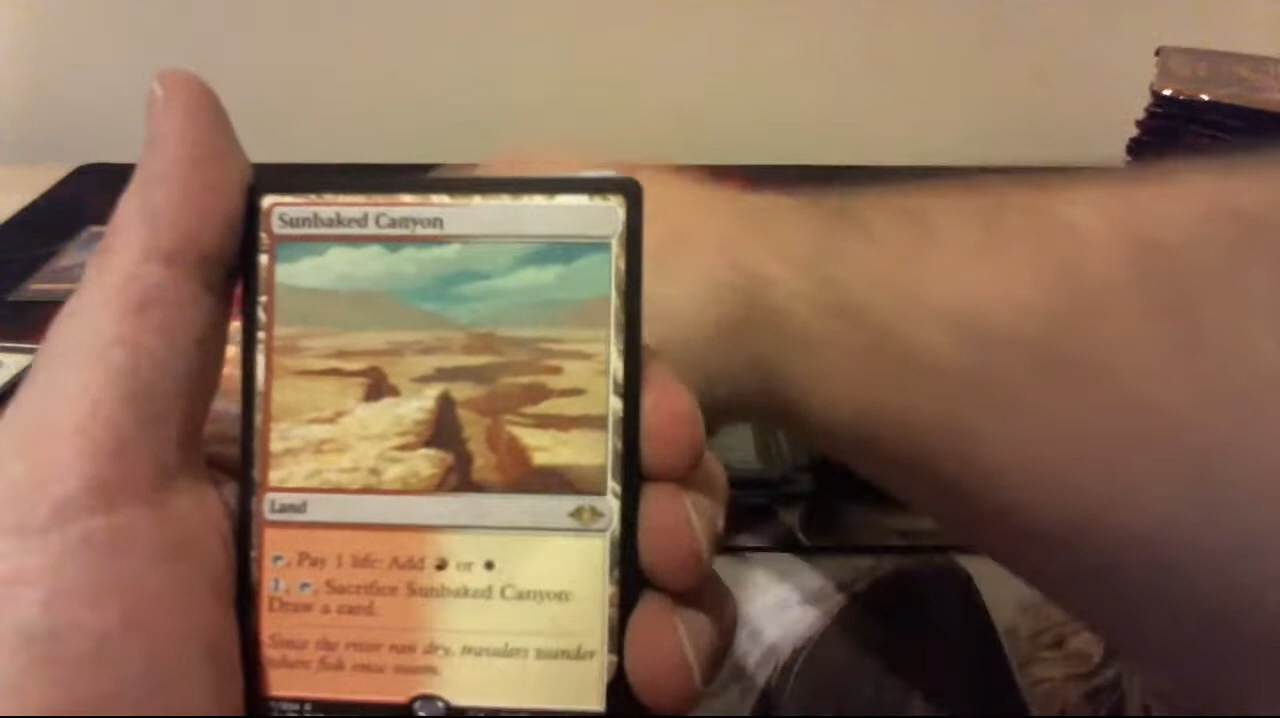 Sunbaked Canyon
Land
, Pay 1 life: Add or
1, , Sacrifice Sunbaked Canyon:
Draw a card.
Since the river ran dry, travelers wander
where fish once swam.